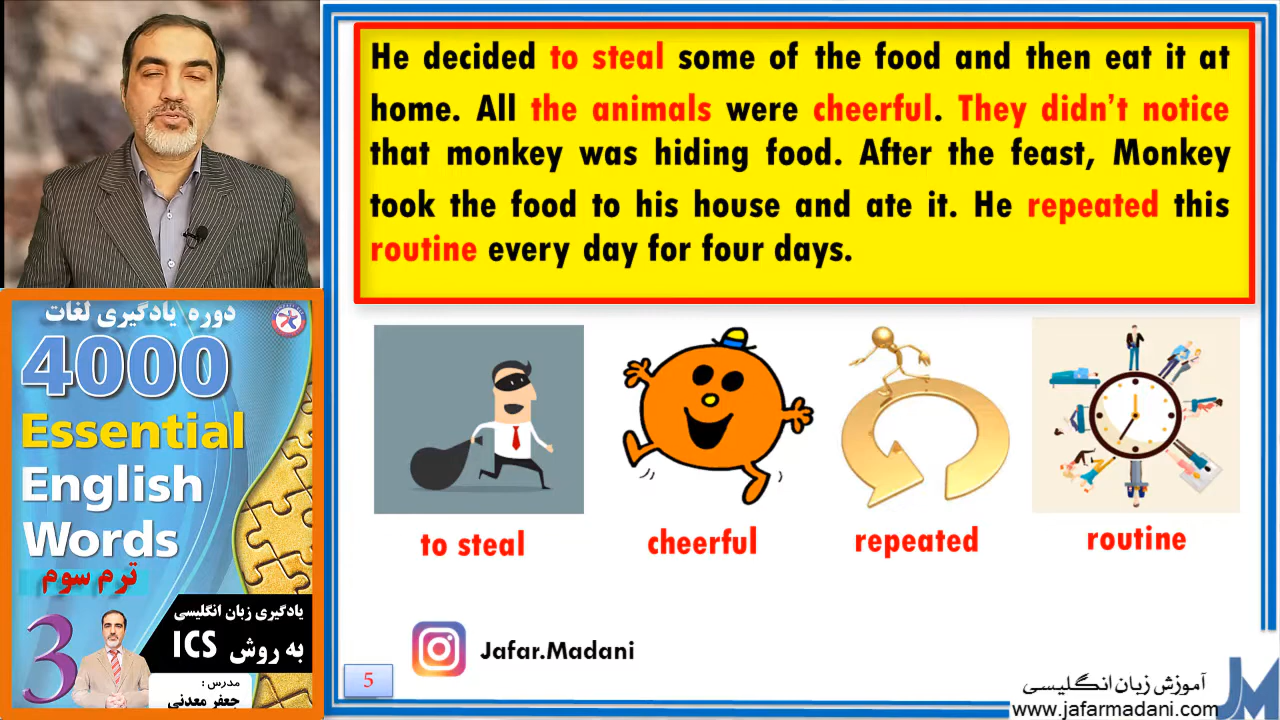 He decided to steal some of the food and then eat it at
home. All the animals were cheerful. They didn't notice
that monkey was hiding food. After the feast, Monkey
took the food to his house and ate it. He repeated this
routine every day for four days.
to steal
cheerful
repeated
routine
Jafar.Madani
5
آموزش زبان انگلیسی
www.jafarmadani.com
JM
دوره یادگیری لغات
4000
Essential
English
Words
ترم سوم
3
یادگیری زبان انگلیسی
به روش ICS
مدرس :
جعفر معدنی